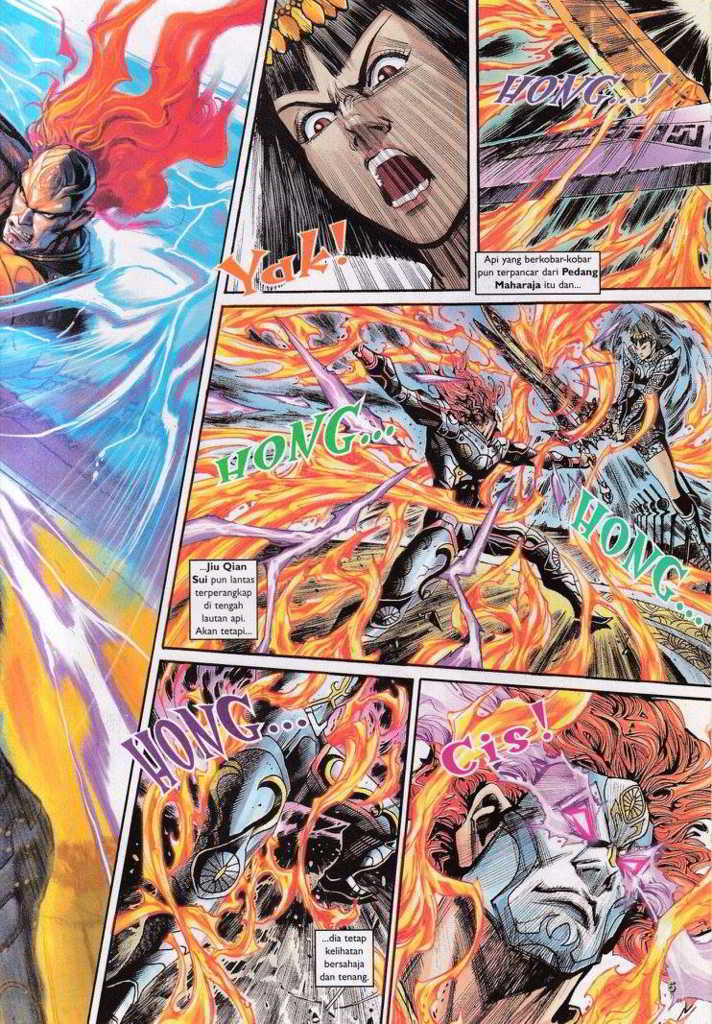 Yak!
HONG...!
Api yang berkobar-kobar
pun terpancar dari Pedang
Maharaja itu dan...
HONG...
HONG...
...Jiu Qian
Sui pun lantas
terperangkap
di tengah
lautan api.
Akan tetapi...
HONG...
...dia tetap
kelihatan
bersahaja
dan tenang.
Cis!